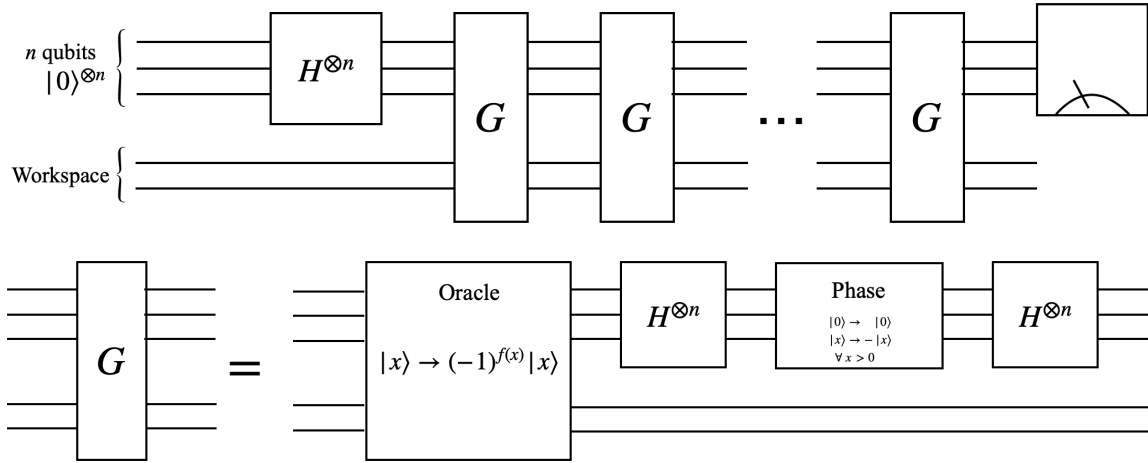 n qubits
|0⟩^{⊗n}
H^{⊗n}
G
G
...
G
Workspace
G
=
Oracle
|x⟩ → (−1)^{f(x)} |x⟩
H^{⊗n}
Phase
|0⟩ → |0⟩
|x⟩ → − |x⟩
∀ x > 0
H^{⊗n}